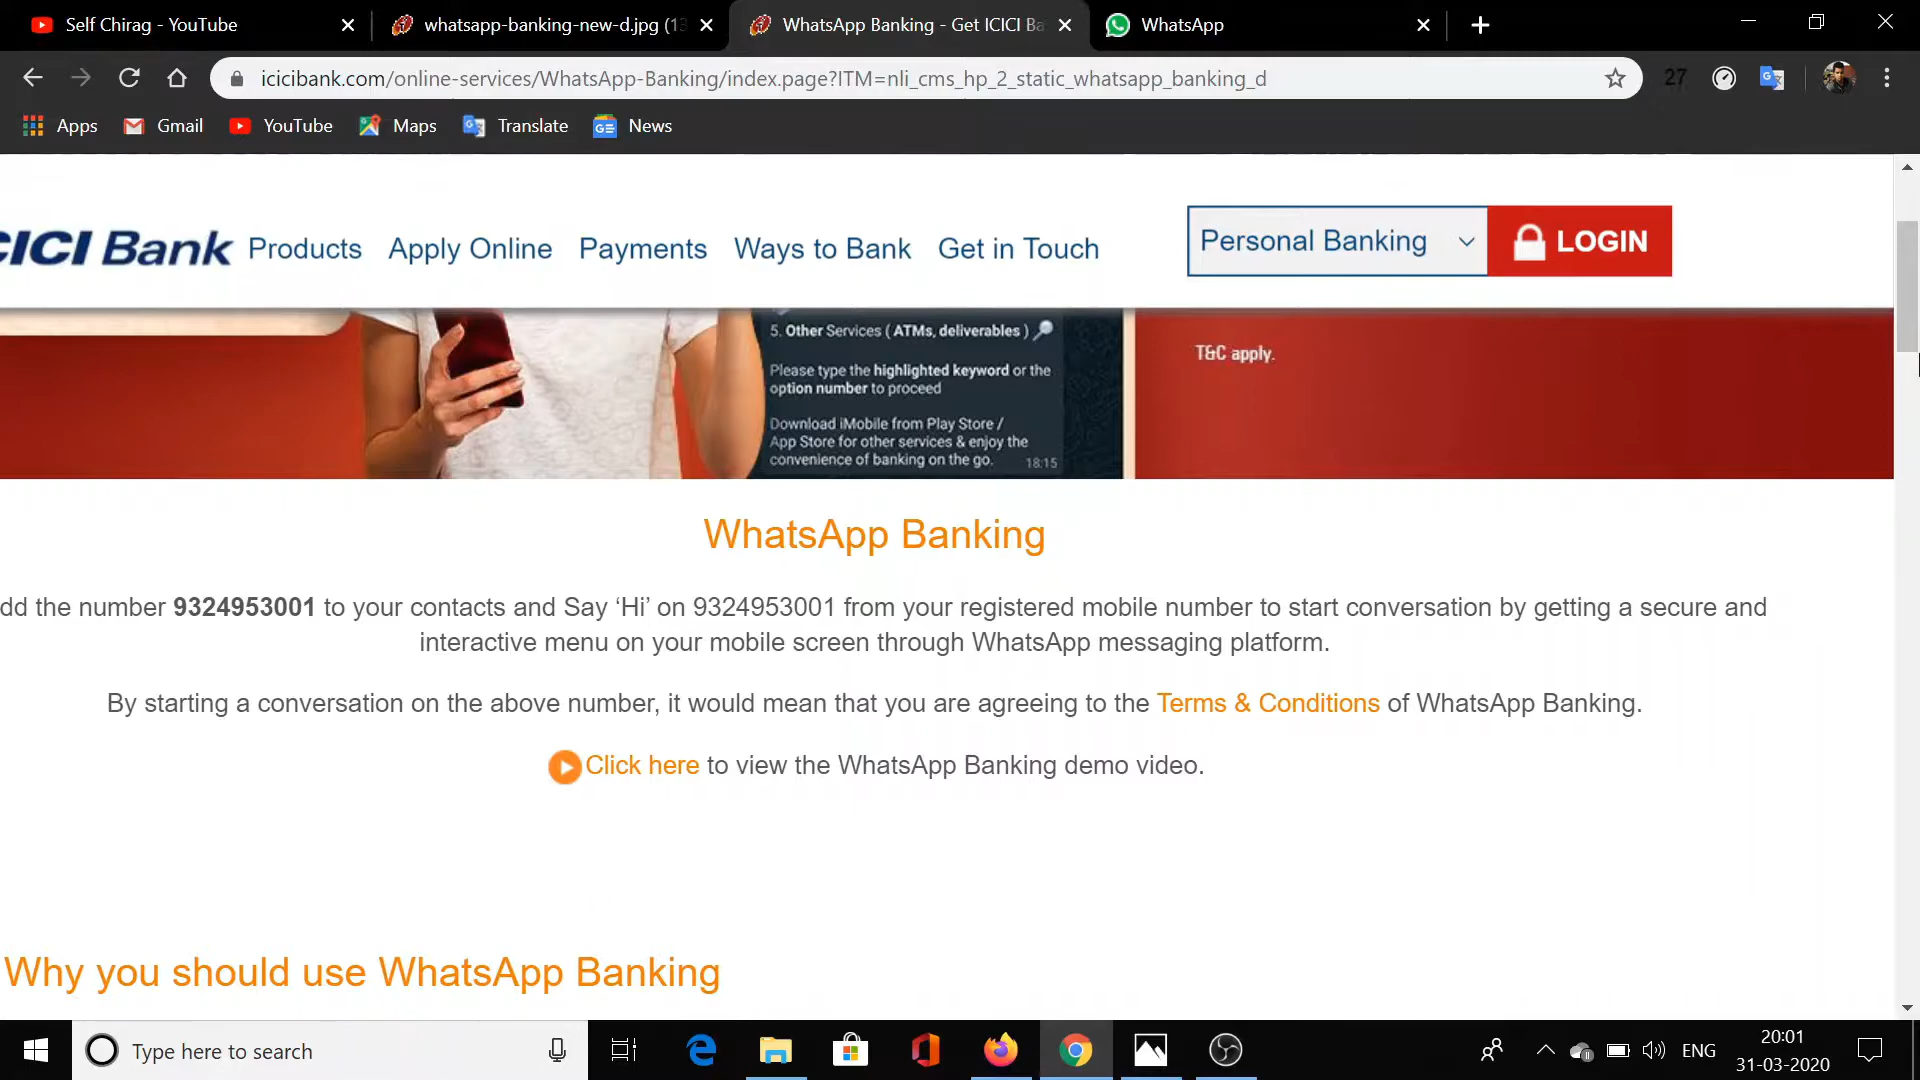 Self Chirag - YouTube
whatsapp-banking-new-d.jpg (13
WhatsApp Banking - Get ICICI Ba
WhatsApp
icicibank.com/online-services/WhatsApp-Banking/index.page?ITM=nli_cms_hp_2_static_whatsapp_banking_d
27
Apps
Gmail
YouTube
Maps
Translate
News
CICI Bank
Products
Apply Online
Payments
Ways to Bank
Get in Touch
Personal Banking
LOGIN
5. Other Services ( ATMs, deliverables )
Please type the highlighted keyword or the
option number to proceed
Download iMobile from Play Store /
App Store for other services & enjoy the
convenience of banking on the go.
18:15
T&C apply.
WhatsApp Banking
dd the number 9324953001 to your contacts and Say ‘Hi’ on 9324953001 from your registered mobile number to start conversation by getting a secure and
interactive menu on your mobile screen through WhatsApp messaging platform.
By starting a conversation on the above number, it would mean that you are agreeing to the Terms & Conditions of WhatsApp Banking.
Click here to view the WhatsApp Banking demo video.
Why you should use WhatsApp Banking
Type here to search
ENG
20:01
31-03-2020